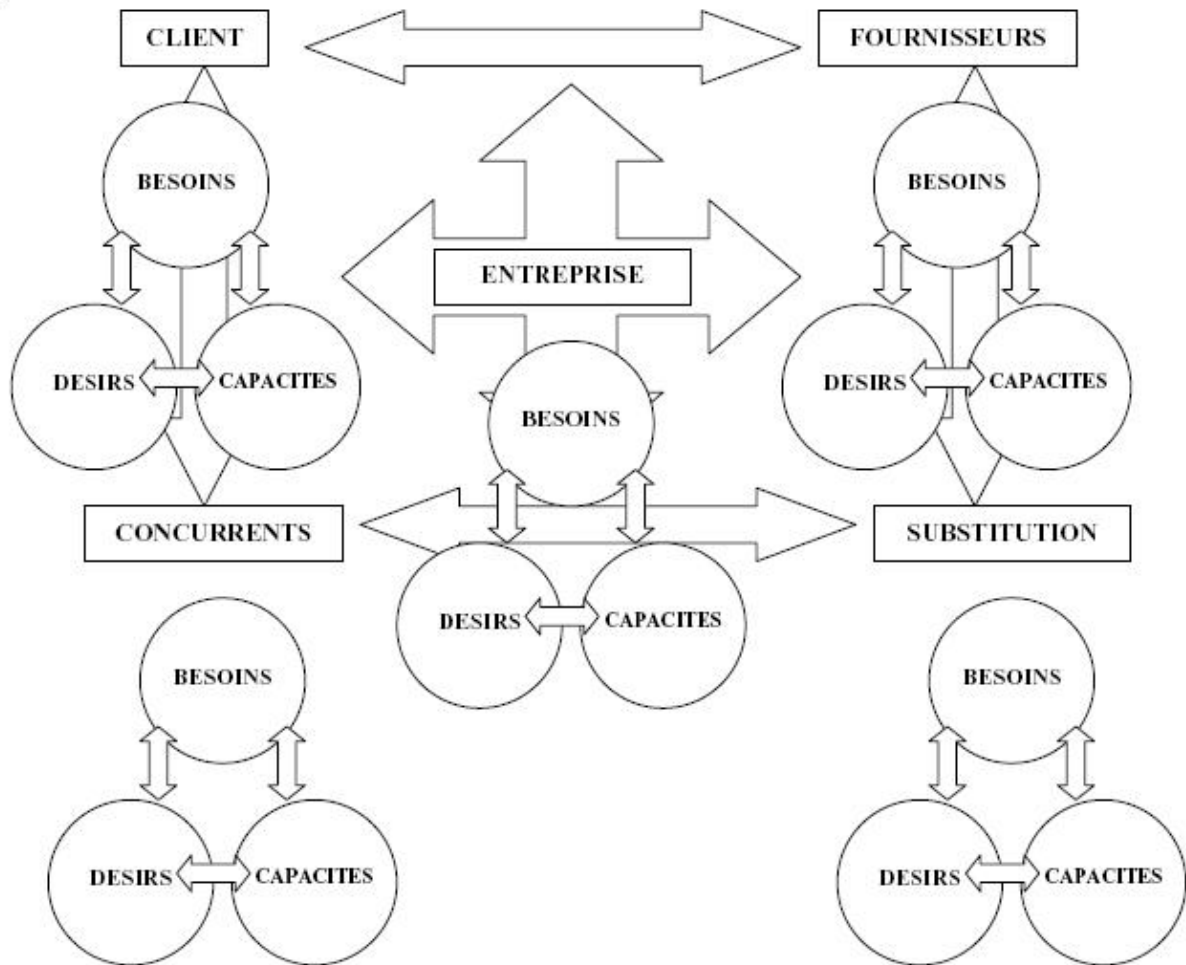 CLIENT
FOURNISSEURS
BESOINS
BESOINS
ENTREPRISE
DESIRS
CAPACITES
DESIRS
CAPACITES
BESOINS
CONCURRENTS
SUBSTITUTION
DESIRS
CAPACITES
BESOINS
BESOINS
DESIRS
CAPACITES
DESIRS
CAPACITES